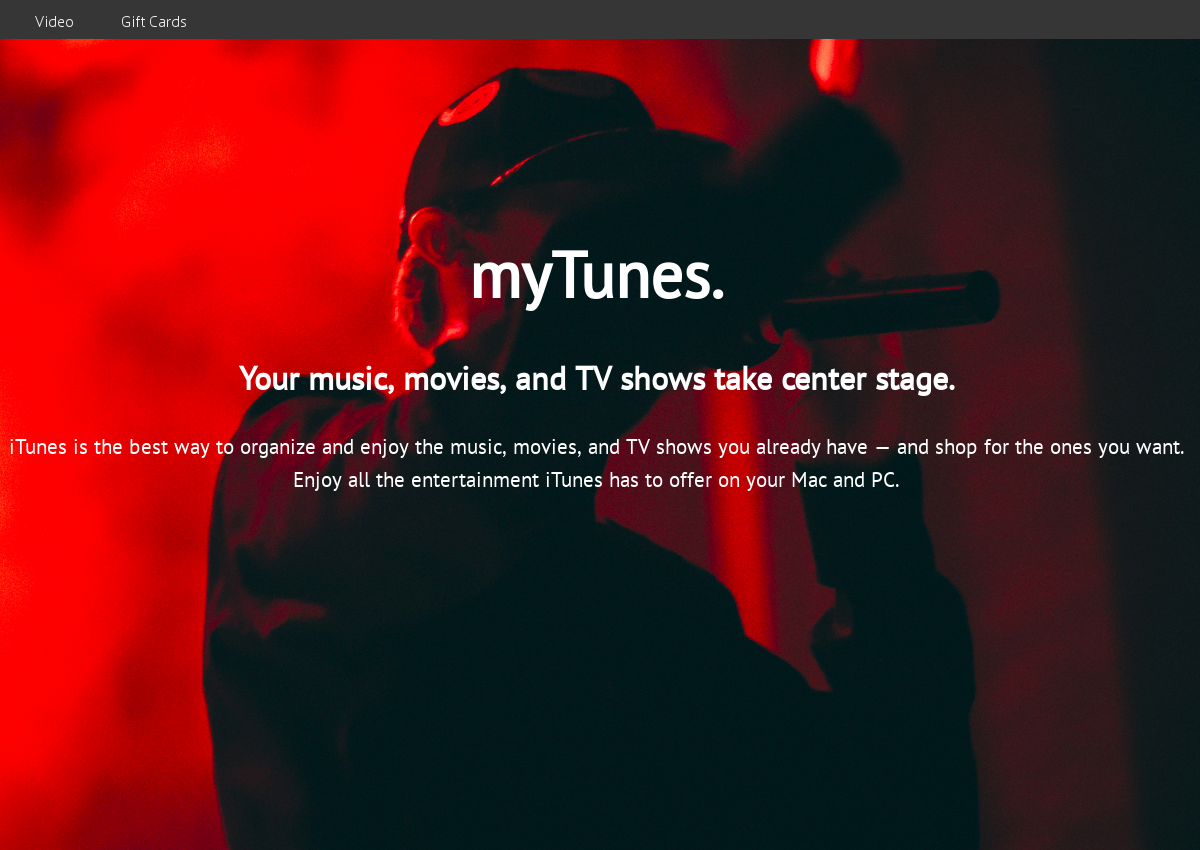 Video Gift Cards
myTunes.
Your music, movies, and TV shows take center stage.
iTunes is the best way to organize and enjoy the music, movies, and TV shows you already have — and shop for the ones you want.
Enjoy all the entertainment iTunes has to offer on your Mac and PC.